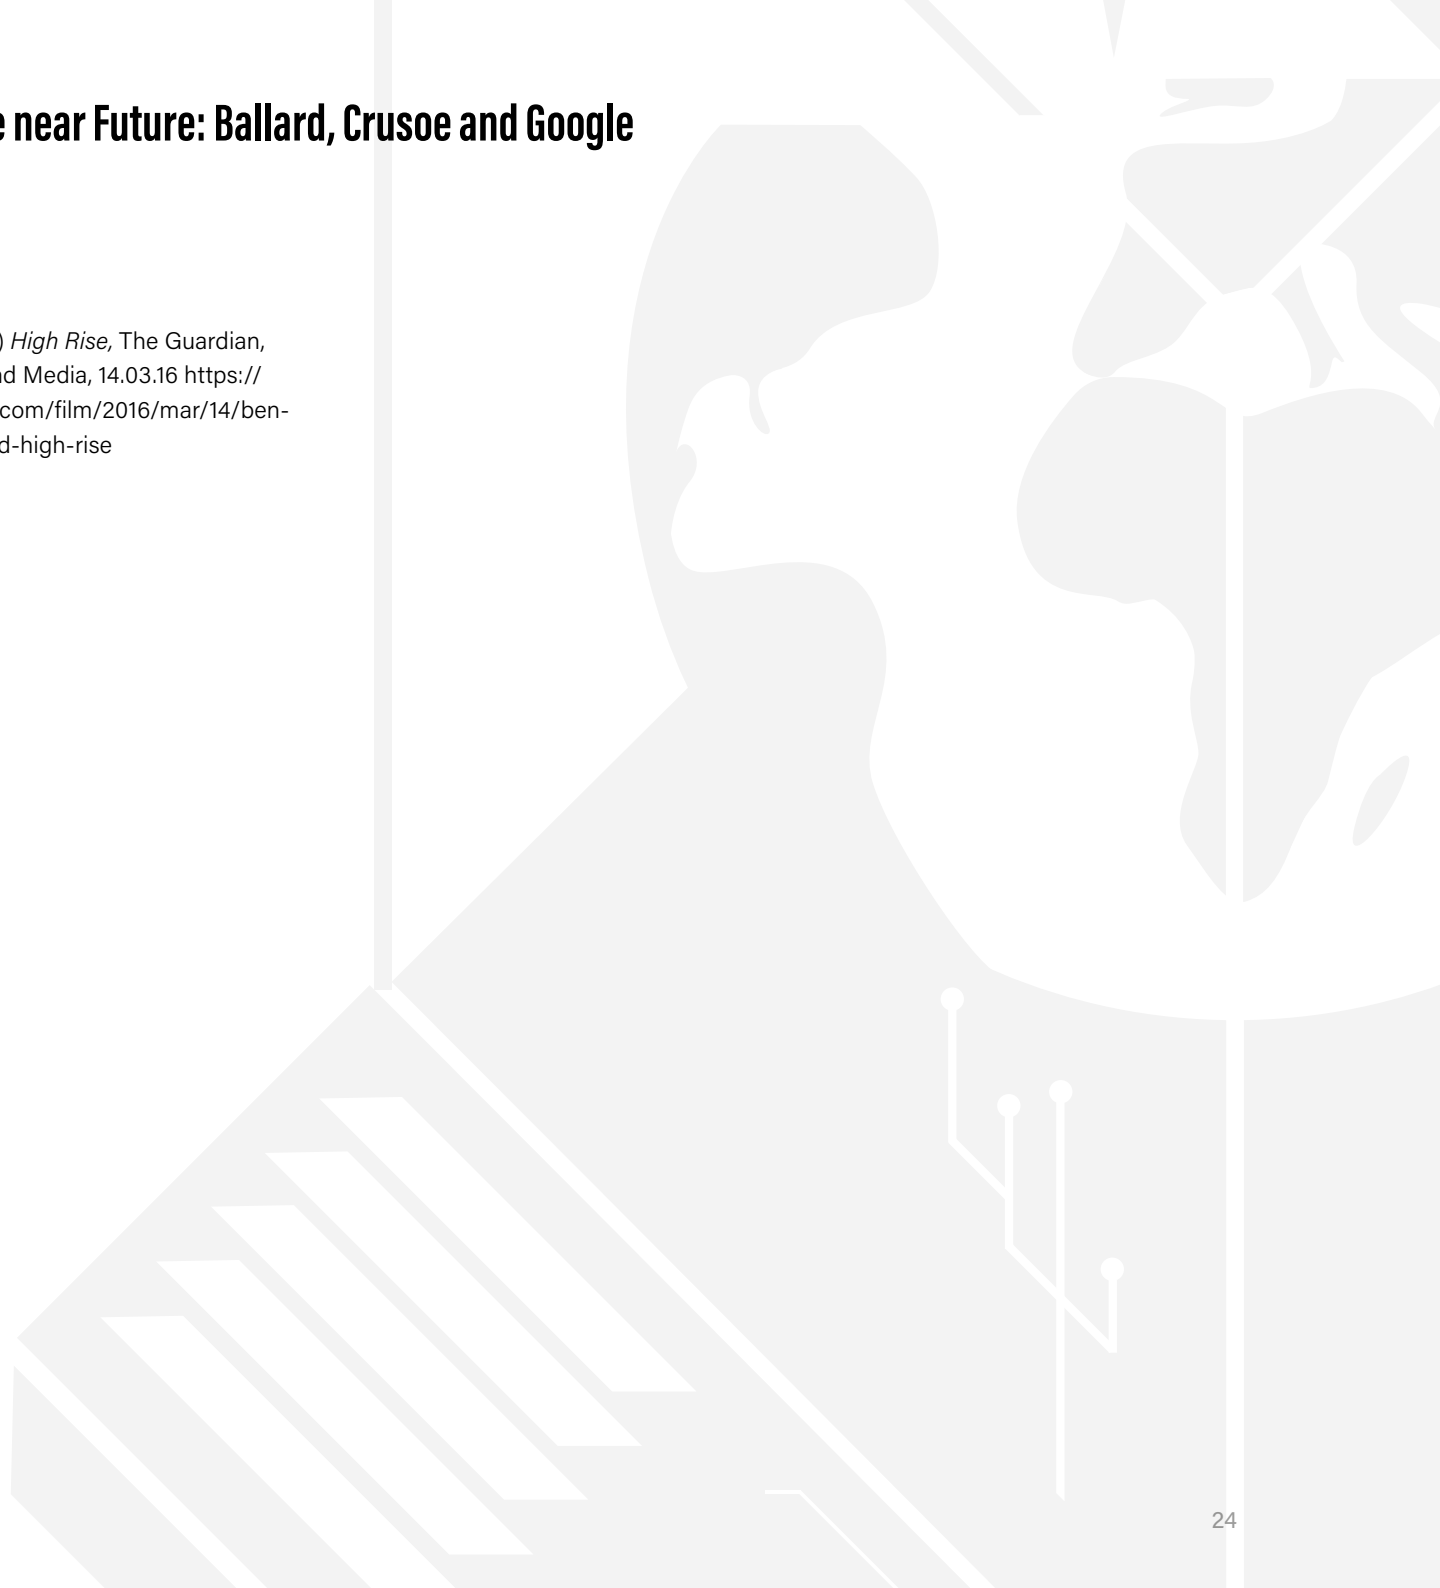 e near Future: Ballard, Crusoe and Google
) High Rise, The Guardian,
nd Media, 14.03.16 https://
com/film/2016/mar/14/ben-
d-high-rise
24